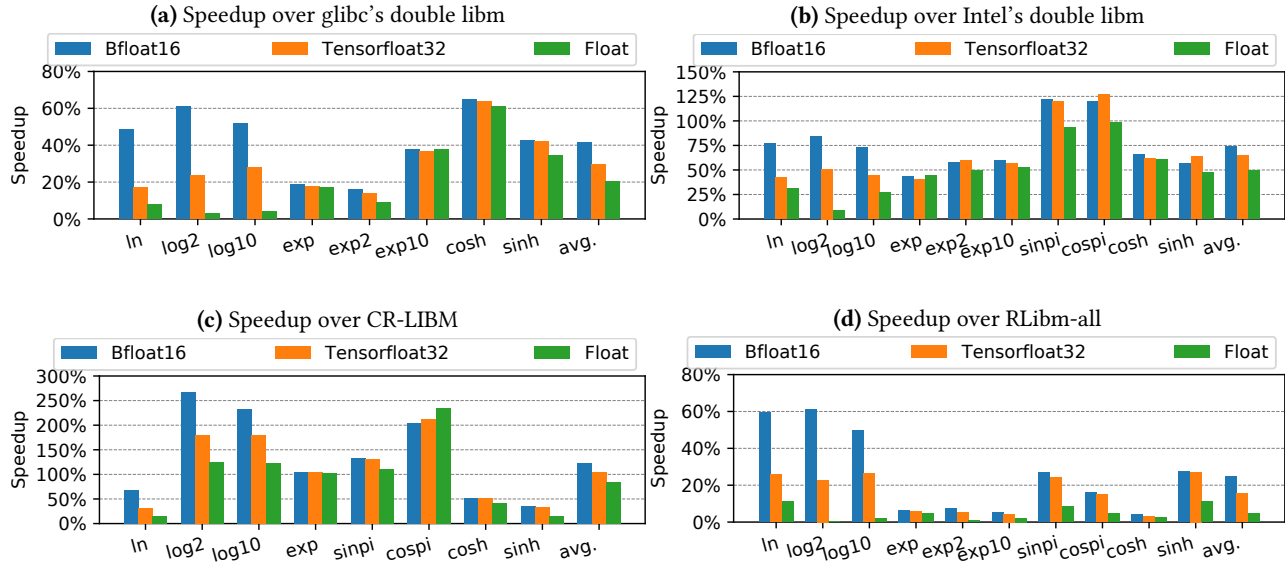 (a) Speedup over glibc's double libm
Bfloat16 Tensorfloat32 Float
80%
60%
40%
20%
0%
Speedup
ln log2 log10 exp exp2 exp10 cosh sinh avg.
(b) Speedup over Intel's double libm
Bfloat16 Tensorfloat32 Float
150%
125%
100%
75%
50%
25%
0%
Speedup
ln log2 log10 exp exp2 exp10 sinpi cospi cosh sinh avg.
(c) Speedup over CR-LIBM
Bfloat16 Tensorfloat32 Float
300%
250%
200%
150%
100%
50%
0%
Speedup
ln log2 log10 exp sinpi cospi cosh sinh avg.
(d) Speedup over RLibm-all
Bfloat16 Tensorfloat32 Float
80%
60%
40%
20%
0%
Speedup
ln log2 log10 exp exp2 exp10 sinpi cospi cosh sinh avg.